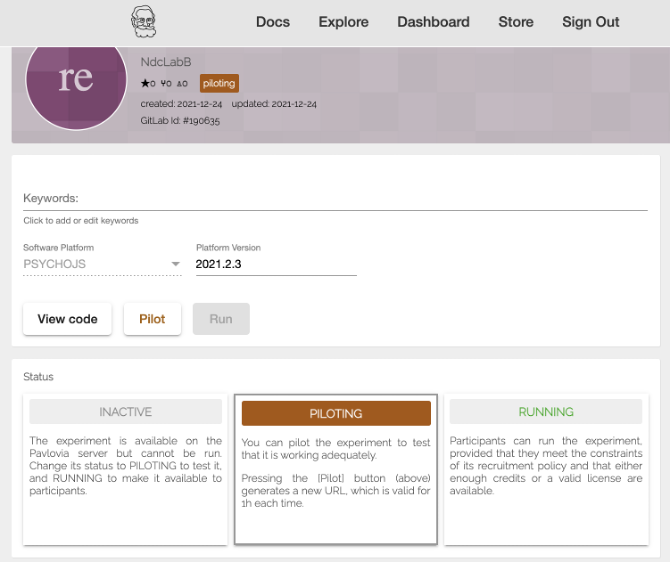 Docs Explore Dashboard Store Sign Out
re
NdcLabB
★0 0 0 piloting
created: 2021-12-24 updated: 2021-12-24
GitLab Id: #190635
Keywords:
Click to add or edit keywords
Software Platform Platform Version
PSYCHOJS 2021.2.3
View code Pilot Run
Status
INACTIVE
The experiment is available on the
Pavlovia server but cannot be run.
Change its status to PILOTING to test it,
and RUNNING to make it available to
participants.
PILOTING
You can pilot the experiment to test
that it is working adequately.
Pressing the [Pilot] button (above)
generates a new URL, which is valid for
1h each time.
RUNNING
Participants can run the experiment,
provided that they meet the constraints
of its recruitment policy and that either
enough credits or a valid license are
available.